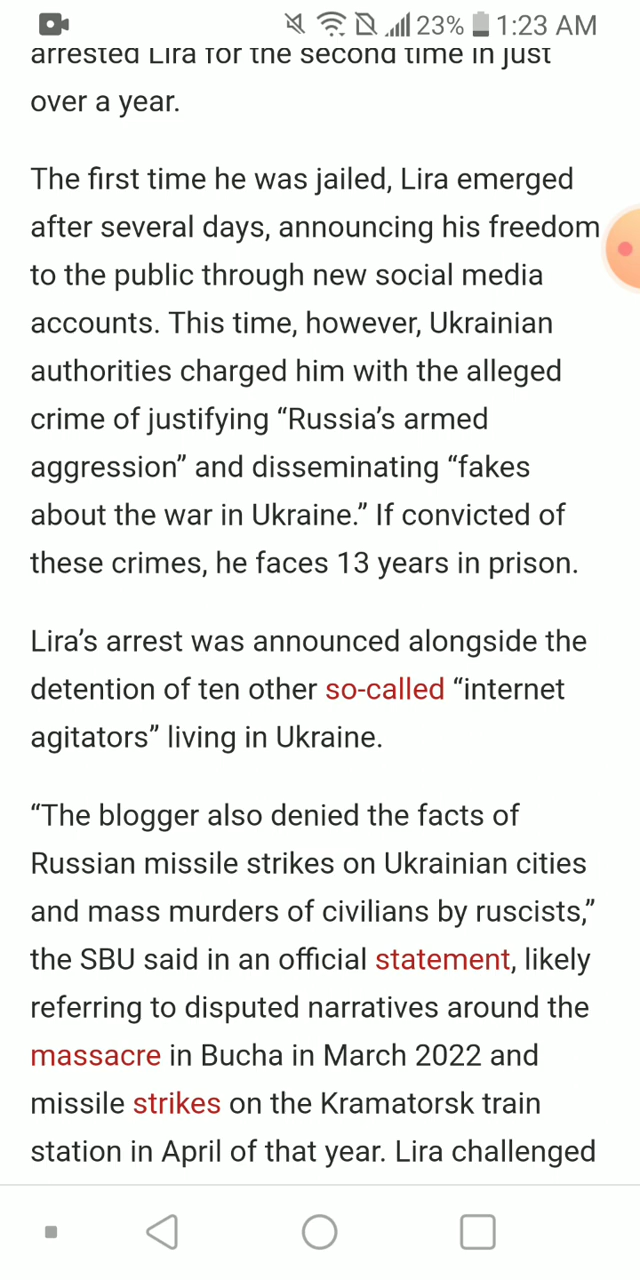 23% 1:23 AM
arrested Lira for the second time in just
over a year.
The first time he was jailed, Lira emerged
after several days, announcing his freedom
to the public through new social media
accounts. This time, however, Ukrainian
authorities charged him with the alleged
crime of justifying “Russia’s armed
aggression” and disseminating “fakes
about the war in Ukraine.” If convicted of
these crimes, he faces 13 years in prison.
Lira’s arrest was announced alongside the
detention of ten other so-called “internet
agitators” living in Ukraine.
“The blogger also denied the facts of
Russian missile strikes on Ukrainian cities
and mass murders of civilians by ruscists,”
the SBU said in an official statement, likely
referring to disputed narratives around the
massacre in Bucha in March 2022 and
missile strikes on the Kramatorsk train
station in April of that year. Lira challenged